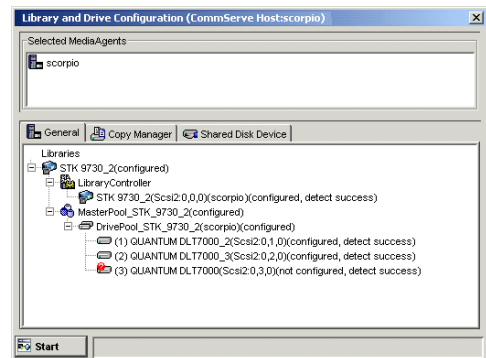 Library and Drive Configuration (CommServe Host:scorpio)
Selected MediaAgents
scorpio
General Copy Manager Shared Disk Device
Libraries
STK 9730_2(configured)
LibraryController
STK 9730_2(Scsi2:0,0,0)(scorpio)(configured, detect success)
MasterPool_STK_9730_2(configured)
DrivePool_STK_9730_2(scorpio)(configured)
(1) QUANTUM DLT7000_2(Scsi2:0,1,0)(configured, detect success)
(2) QUANTUM DLT7000_3(Scsi2:0,2,0)(configured, detect success)
(3) QUANTUM DLT7000(Scsi2:0,3,0)(not configured, detect success)
Start